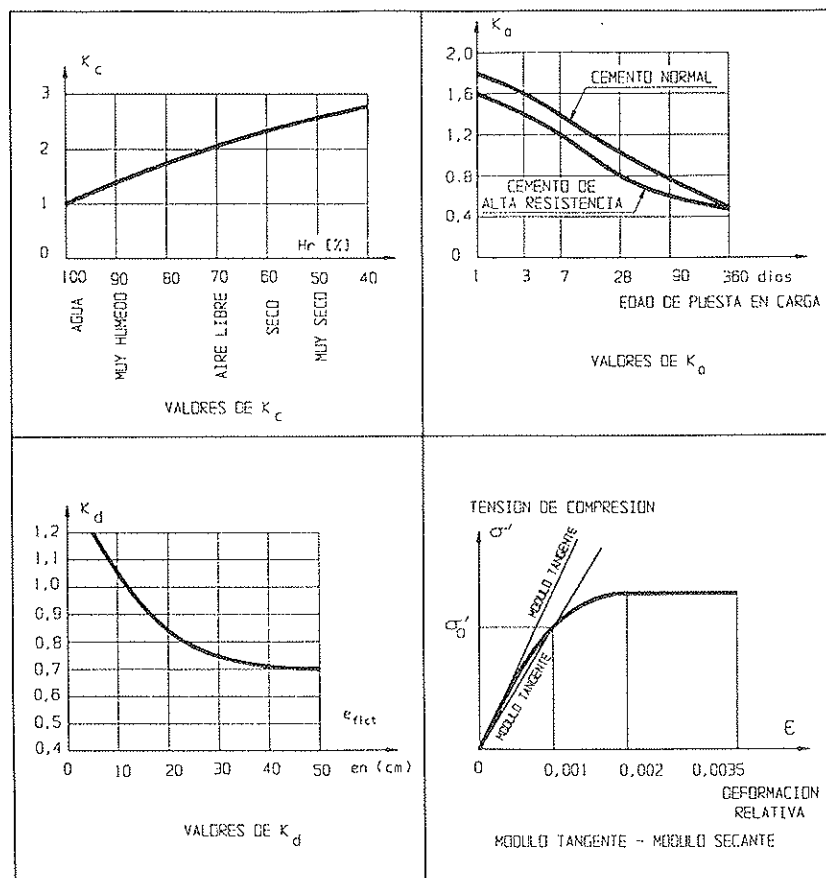 K_c
3
2
1
0
Hr [%]
100 90 80 70 60 50 40
AGUA
MUY HUMEDO
AIRE LIBRE
SECO
MUY SECO
VALORES DE K_c
K_a
2,0
1,6
1,2
0.8
0,4
0
CEMENTO NORMAL
CEMENTO DE
ALTA RESISTENCIA
1 3 7 28 90 360 dias
EDAD DE PUESTA EN CARGA
VALORES DE K_a
K_d
1,2
1,1
1,0
0,9
0,8
0,7
0,6
0,5
0,4
e_fict
0 10 20 30 40 50 en (cm)
VALORES DE K_d
TENSION DE COMPRESION
σ'
σ'_0
MODULO TANGENTE
MODULO TANGENTE
ε
0 0,001 0,002 0,0035
DEFORMACION
RELATIVA
MODULO TANGENTE - MODULO SECANTE